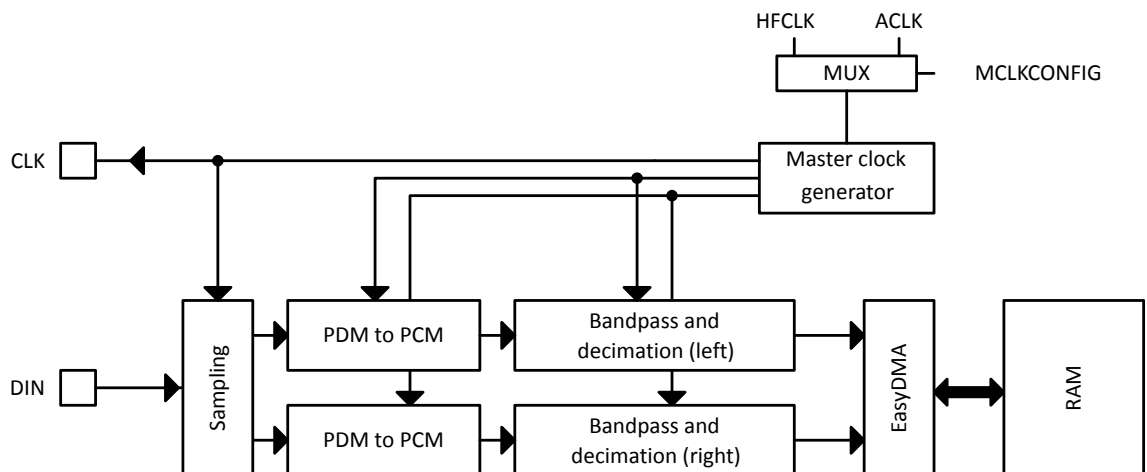 HFCLK
ACLK
MUX
MCLKCONFIG
CLK
Master clock
generator
Sampling
PDM to PCM
Bandpass and
decimation (left)
EasyDMA
RAM
DIN
PDM to PCM
Bandpass and
decimation (right)